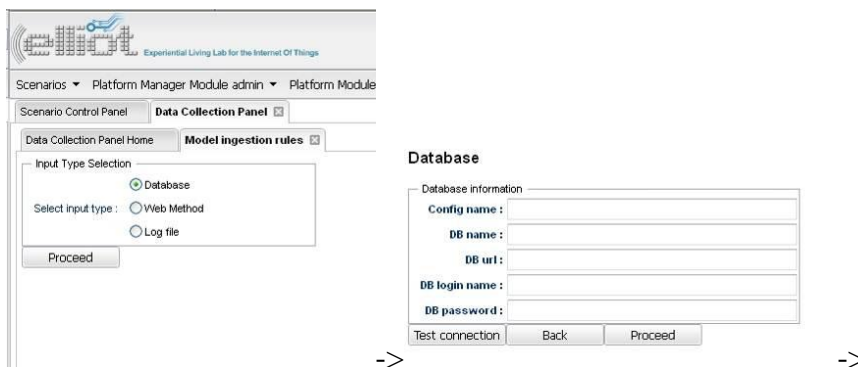 elliot Experiential Living Lab for the Internet Of Things
Scenarios Platform Manager Module admin Platform Module
Scenario Control Panel Data Collection Panel
Data Collection Panel Home Model ingestion rules
Input Type Selection
Select input type :
Database
Web Method
Log file
Proceed
->
Database
Database information
Config name :
DB name :
DB url :
DB login name :
DB password :
Test connection Back Proceed
->